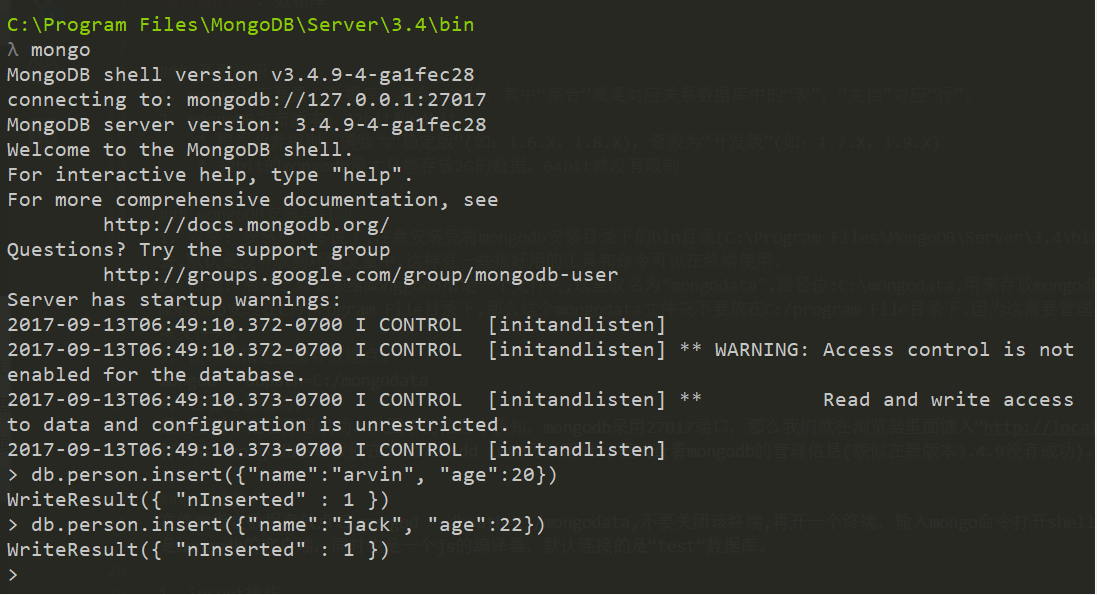 C:\Program Files\MongoDB\Server\3.4\bin
λ mongo
MongoDB shell version v3.4.9-4-ga1fec28
connecting to: mongodb://127.0.0.1:27017
MongoDB server version: 3.4.9-4-ga1fec28
Welcome to the MongoDB shell.
For interactive help, type "help".
For more comprehensive documentation, see
        http://docs.mongodb.org/
Questions? Try the support group
        http://groups.google.com/group/mongodb-user
Server has startup warnings:
2017-09-13T06:49:10.372-0700 I CONTROL  [initandlisten]
2017-09-13T06:49:10.372-0700 I CONTROL  [initandlisten] ** WARNING: Access control is not
enabled for the database.
2017-09-13T06:49:10.373-0700 I CONTROL  [initandlisten] **          Read and write access
to data and configuration is unrestricted.
2017-09-13T06:49:10.373-0700 I CONTROL  [initandlisten]
> db.person.insert({"name":"arvin", "age":20})
WriteResult({ "nInserted" : 1 })
> db.person.insert({"name":"jack", "age":22})
WriteResult({ "nInserted" : 1 })
>